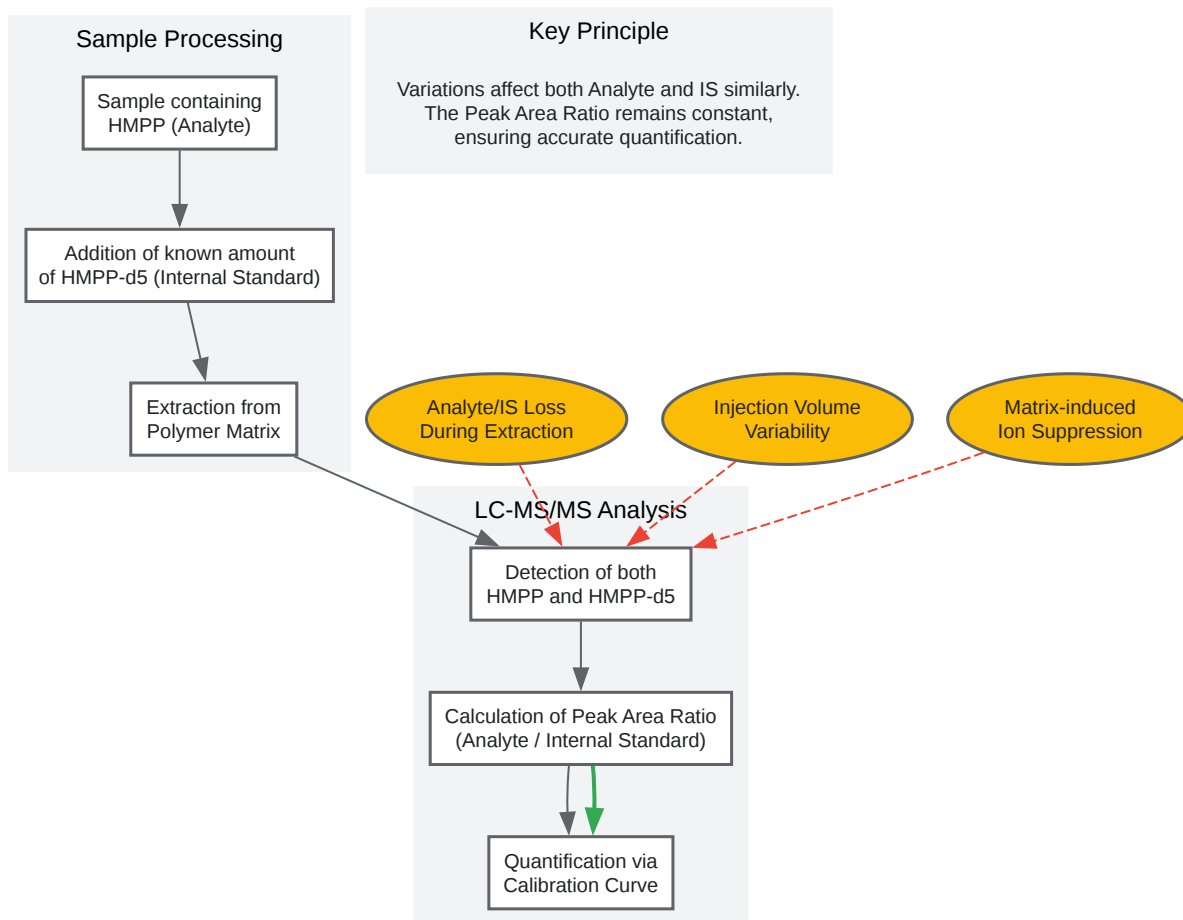 Sample Processing
Sample containing
HMPP (Analyte)
Addition of known amount
of HMPP-d5 (Internal Standard)
Extraction from
Polymer Matrix
Key Principle
Variations affect both Analyte and IS similarly.
The Peak Area Ratio remains constant,
ensuring accurate quantification.
Analyte/IS Loss
During Extraction
Injection Volume
Variability
Matrix-induced
Ion Suppression
LC-MS/MS Analysis
Detection of both
HMPP and HMPP-d5
Calculation of Peak Area Ratio
(Analyte / Internal Standard)
Quantification via
Calibration Curve